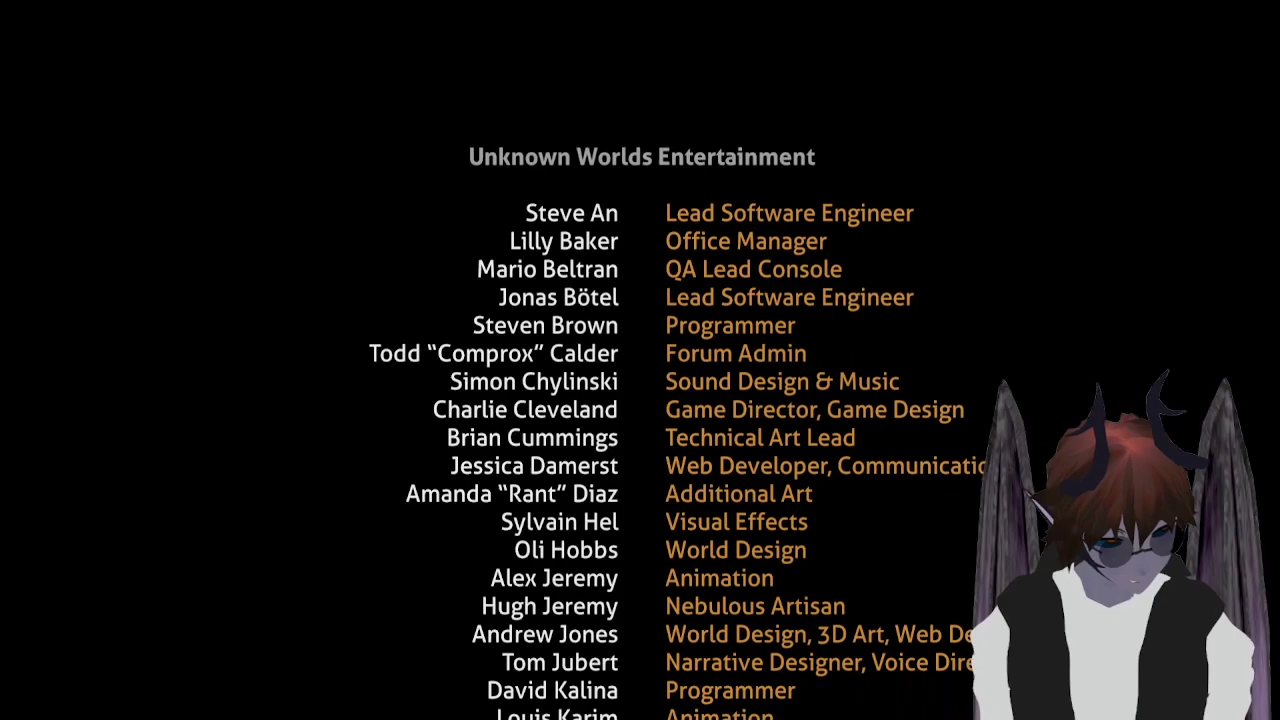 Unknown Worlds Entertainment
Steve An Lead Software Engineer
Lilly Baker Office Manager
Mario Beltran QA Lead Console
Jonas Bötel Lead Software Engineer
Steven Brown Programmer
Todd “Comprox” Calder Forum Admin
Simon Chylinski Sound Design & Music
Charlie Cleveland Game Director, Game Design
Brian Cummings Technical Art Lead
Jessica Damerst Web Developer,
Amanda “Rant” Diaz Additional Art
Sylvain Hel Visual Effects
Oli Hobbs World Design
Alex Jeremy Animation
Hugh Jeremy Nebulous Artisan
Andrew Jones World Design, 3D Art, Web
Tom Jubert Narrative Designer, Voice
David Kalina Programmer
Louis Karim Animation